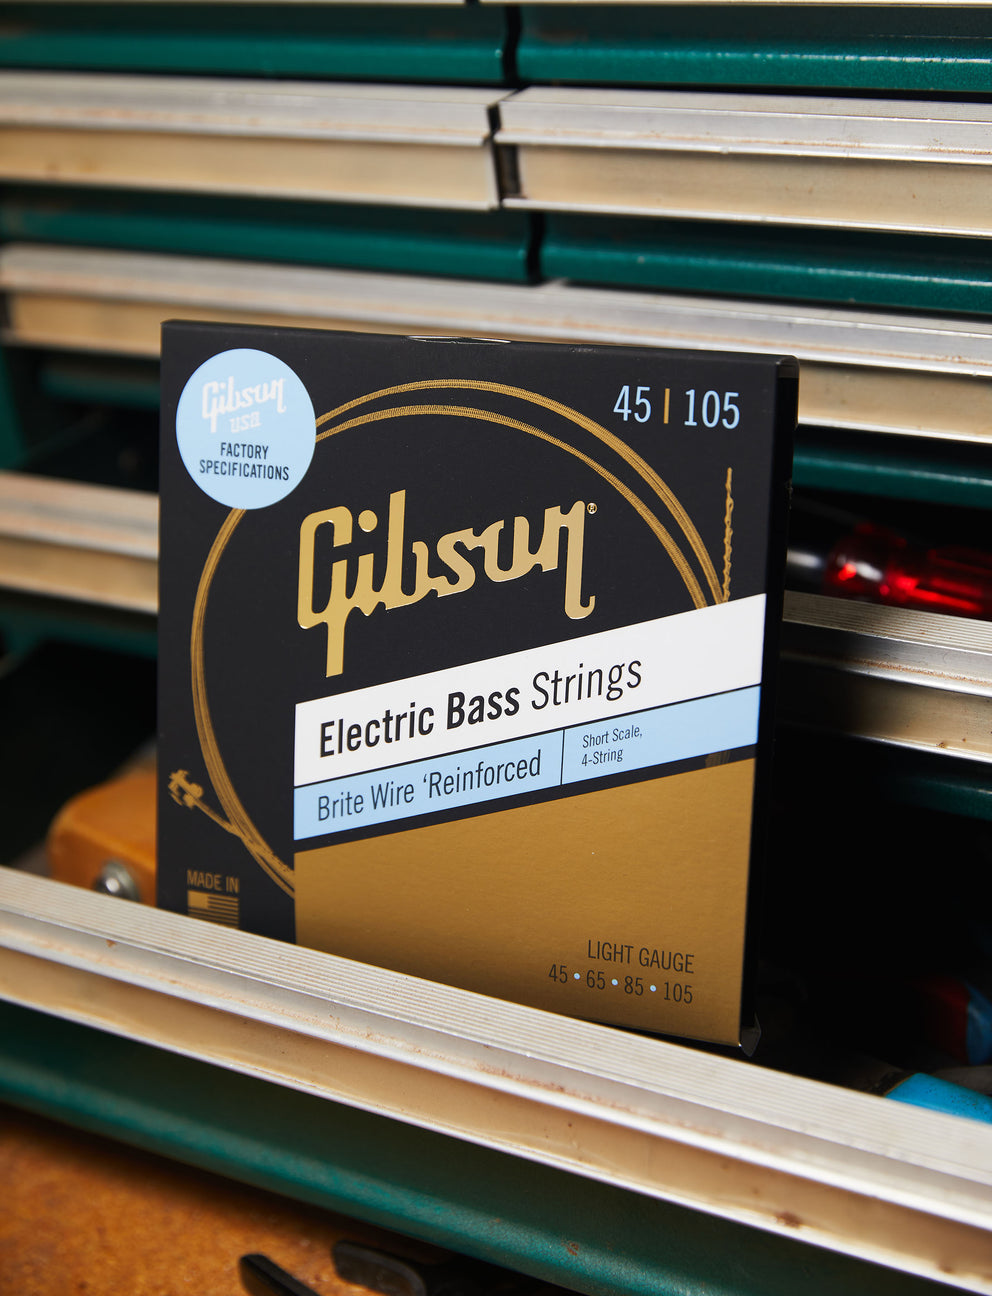 Gibson
USA
FACTORY
SPECIFICATIONS
45 | 105
Gibson®
Electric Bass Strings
Brite Wire ‘Reinforced
Short Scale,
4-String
MADE IN
LIGHT GAUGE
45 • 65 • 85 • 105